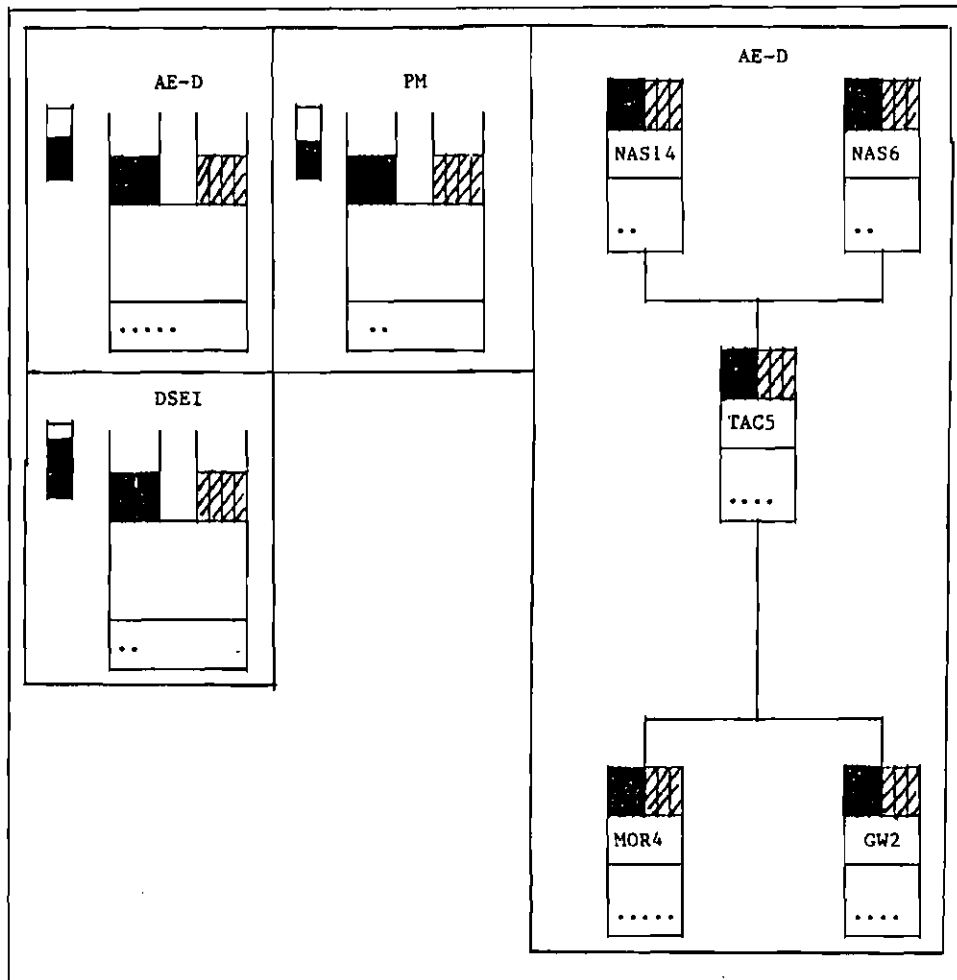 AE-D
PM
AE-D
NAS14
NAS6
.....
..
..
..
DSEI
TAC5
..
....
MOR4
GW2
.....
....